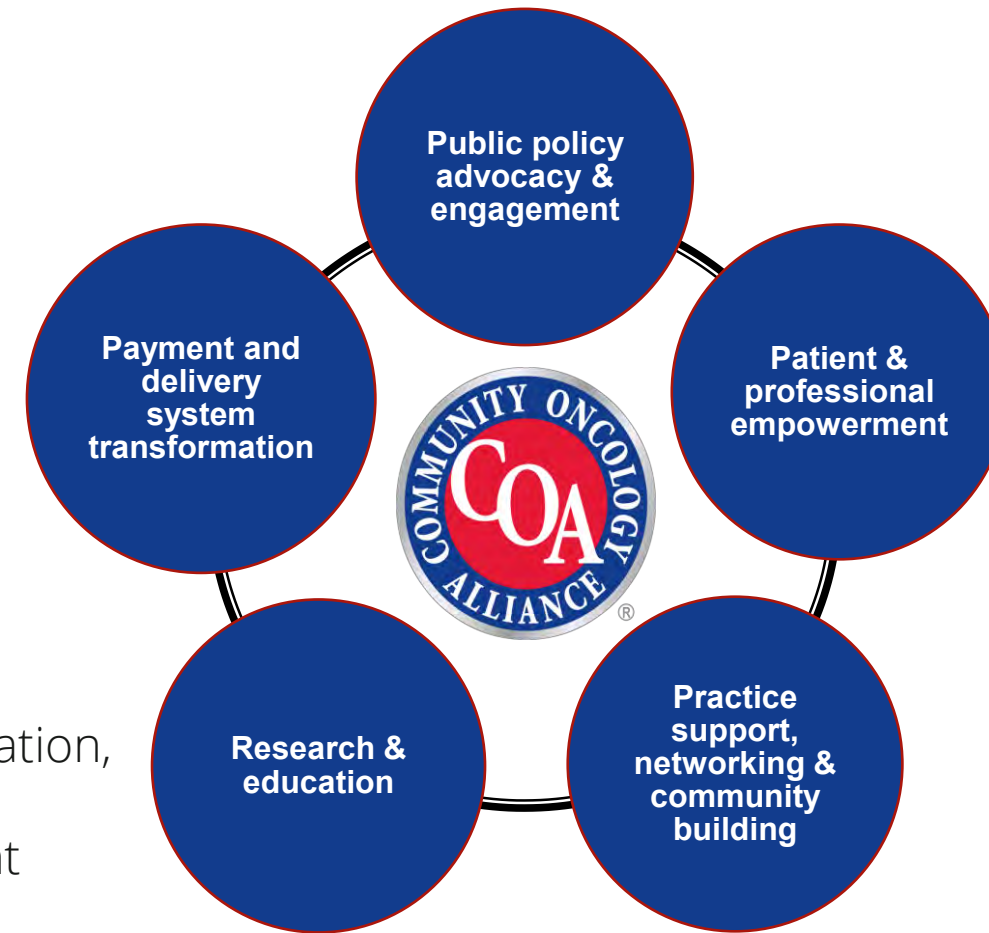 Public policy
advocacy &
engagement
Payment and
delivery
system
transformation
Patient &
professional
empowerment
COMMUNITY ONCOLOGY
COA
ALLIANCE
®
Research &
education
Practice
support,
networking &
community
building